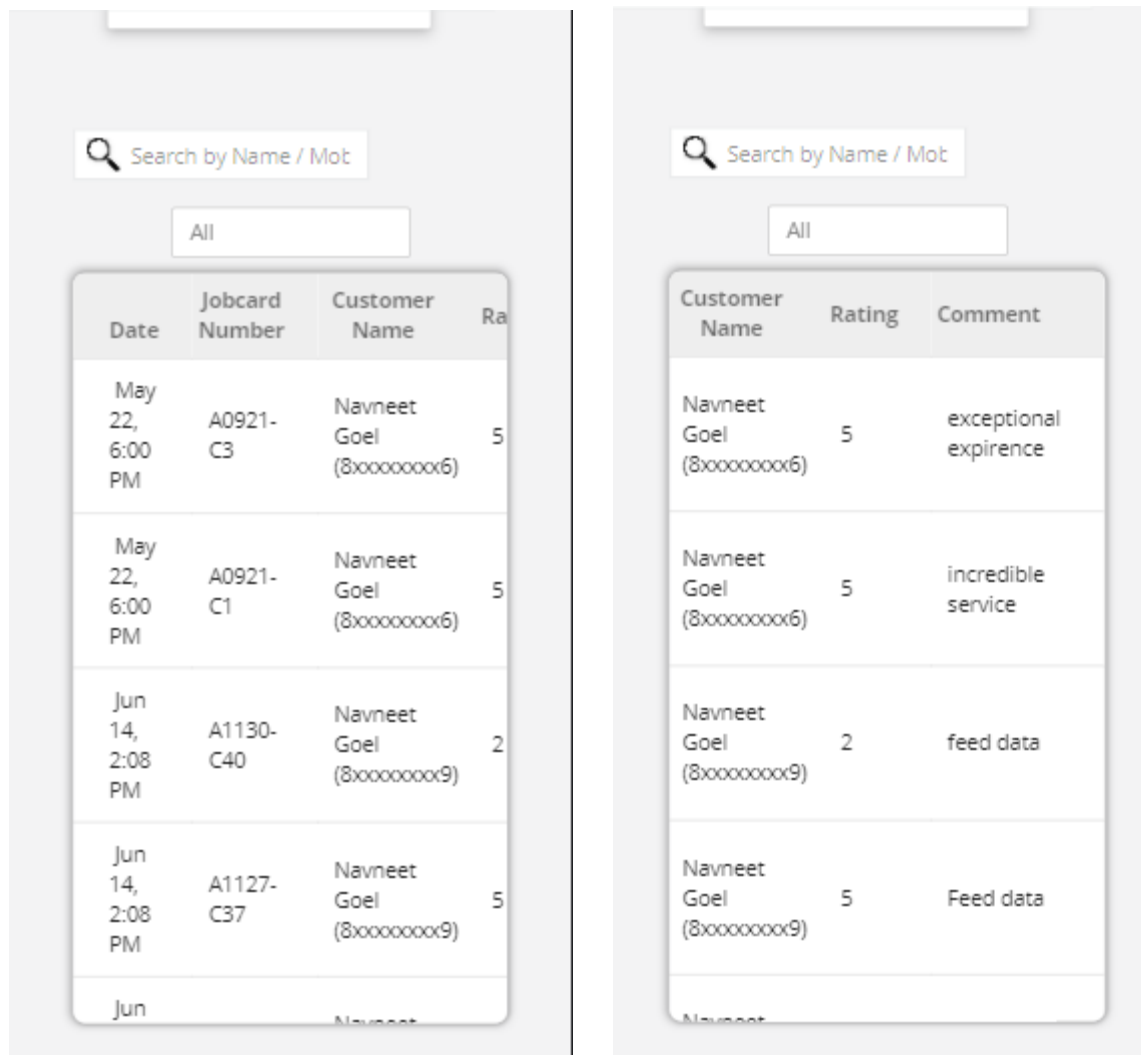 Search by Name / Mot
All
Date
Jobcard
Number
Customer
Name
Ra
May
22,
6:00
PM
A0921-
C3
Navneet
Goel
(8xxxxxxxx6)
5
May
22,
6:00
PM
A0921-
C1
Navneet
Goel
(8xxxxxxxx6)
5
Jun
14,
2:08
PM
A1130-
C40
Navneet
Goel
(8xxxxxxxx9)
2
Jun
14,
2:08
PM
A1127-
C37
Navneet
Goel
(8xxxxxxxx9)
5
Jun
Navneet
Search by Name / Mot
All
Customer
Name
Rating
Comment
Navneet
Goel
(8xxxxxxxx6)
5
exceptional
expirence
Navneet
Goel
(8xxxxxxxx6)
5
incredible
service
Navneet
Goel
(8xxxxxxxx9)
2
feed data
Navneet
Goel
(8xxxxxxxx9)
5
Feed data
Navneet